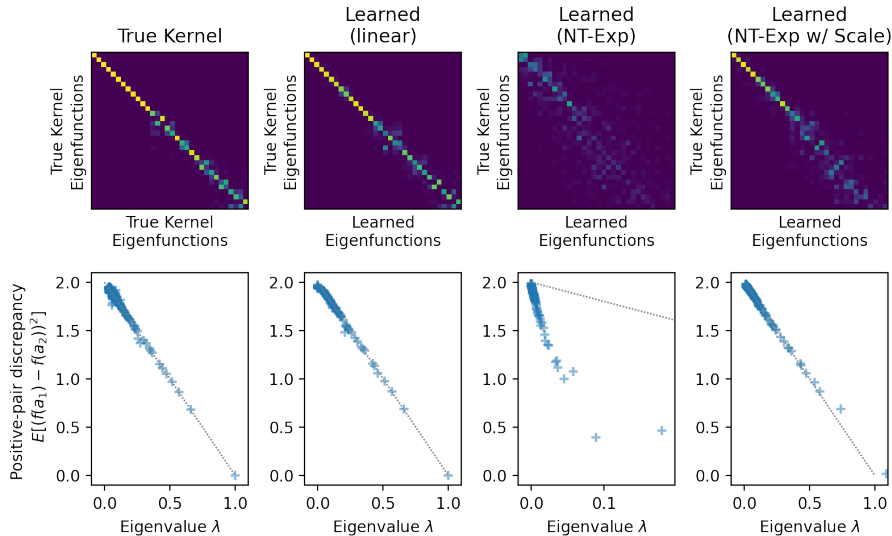 True Kernel
Learned
(linear)
Learned
(NT-Exp)
Learned
(NT-Exp w/ Scale)
True Kernel
Eigenfunctions
True Kernel
Eigenfunctions
True Kernel
Eigenfunctions
True Kernel
Eigenfunctions
True Kernel
Eigenfunctions
Learned
Eigenfunctions
Learned
Eigenfunctions
Learned
Eigenfunctions
Positive-pair discrepancy
E[(f(a₁) − f(a₂))²]
2.0
1.5
1.0
0.5
0.0
0.0 0.5 1.0
Eigenvalue λ
2.0
1.5
1.0
0.5
0.0
0.0 0.5 1.0
Eigenvalue λ
2.0
1.5
1.0
0.5
0.0
0.0 0.1
Eigenvalue λ
2.0
1.5
1.0
0.5
0.0
0.0 0.5 1.0
Eigenvalue λ